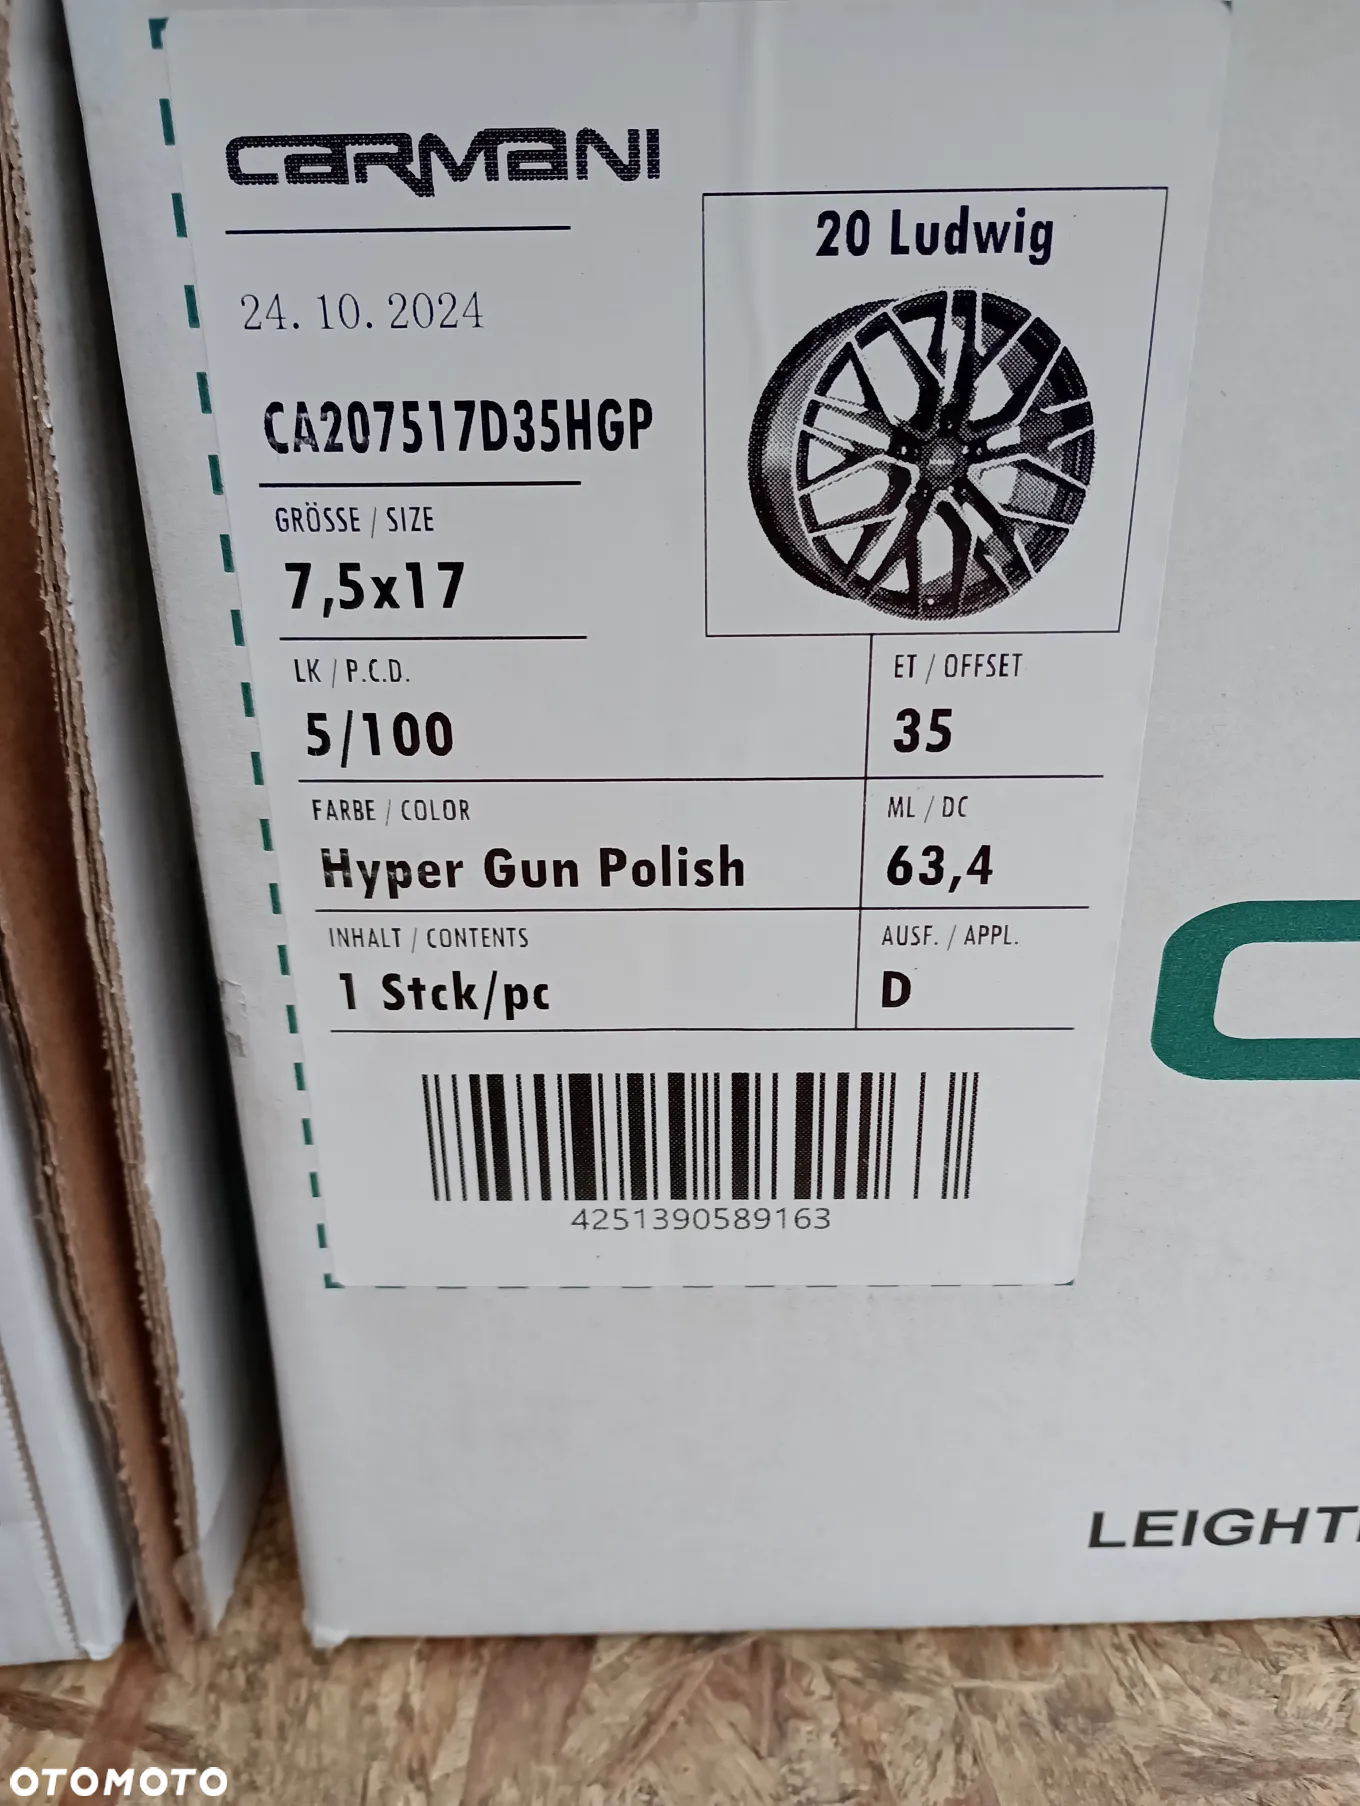 CARMANI
20 Ludwig
24. 10. 2024
CA207517D35HGP
GRÖSSE / SIZE
7,5x17
LK / P.C.D.
5/100
ET / OFFSET
35
FARBE / COLOR
Hyper Gun Polish
ML / DC
63,4
INHALT / CONTENTS
1 Stck/pc
AUSF. / APPL.
D
4251390589163
LEIGHT
OTOMOTO